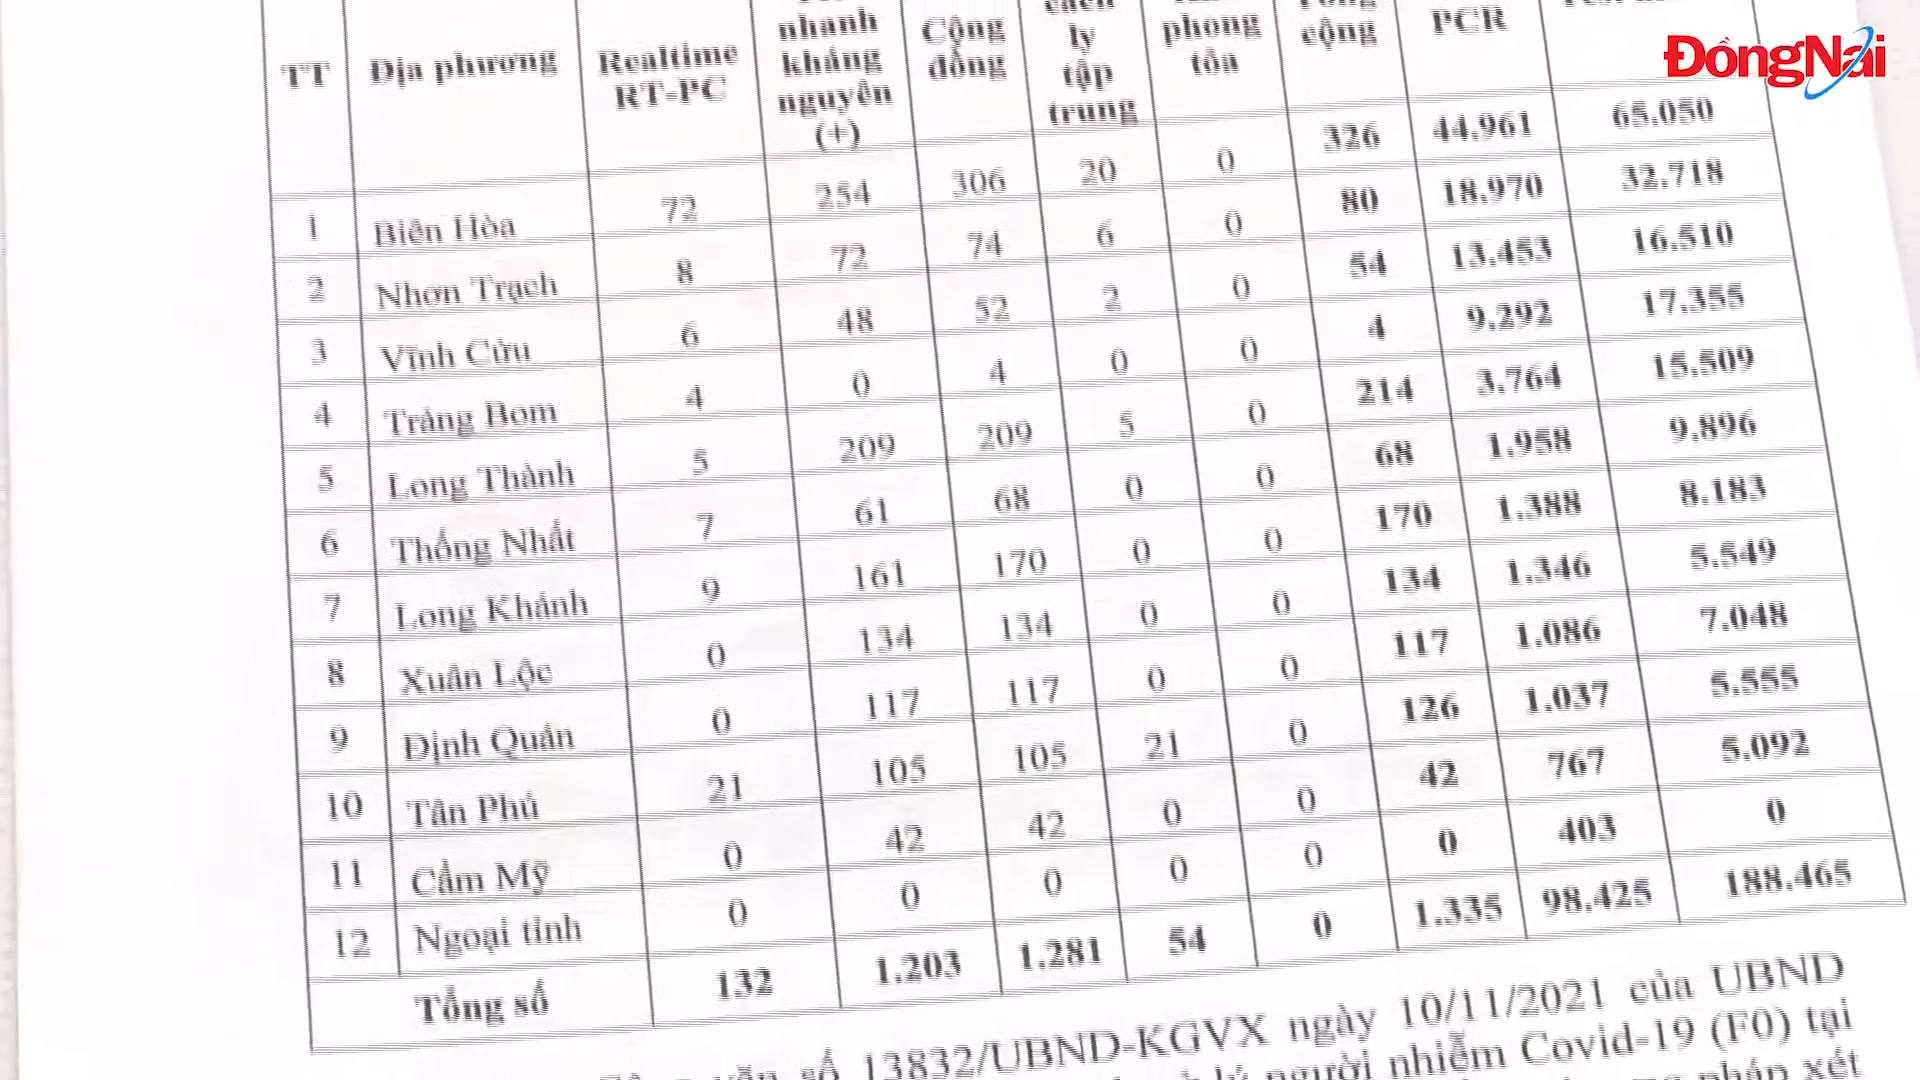 ĐồngNai
TT Địa phương Realtime RT-PC nhanh kháng nguyên (+) Cộng đồng ly tập trung phong tỏa cộng PCR
1 Biên Hòa 72 254 306 20 0 326 44.961 65.050
2 Nhơn Trạch 8 72 74 6 0 80 18.970 32.718
3 Vĩnh Cửu 6 48 52 2 0 54 13.453 16.510
4 Trảng Bom 4 0 4 0 0 4 9.292 17.355
5 Long Thành 5 209 209 5 0 214 3.764 15.509
6 Thống Nhất 7 61 68 0 0 68 1.958 9.896
7 Long Khánh 9 161 170 0 0 170 1.388 8.183
8 Xuân Lộc 0 134 134 0 0 134 1.346 5.549
9 Định Quán 0 117 117 0 0 117 1.086 7.048
10 Tân Phú 21 105 105 21 0 126 1.037 5.555
11 Cẩm Mỹ 0 42 42 0 0 42 767 5.092
12 Ngoại tỉnh 0 0 0 0 0 0 403 0
Tổng số 132 1.203 1.281 54 0 1.335 98.425 188.465
văn số 13832/UBND-KGVX ngày 10/11/2021 của UBND
người nhiễm Covid-19 (F0) tại
pháp xét